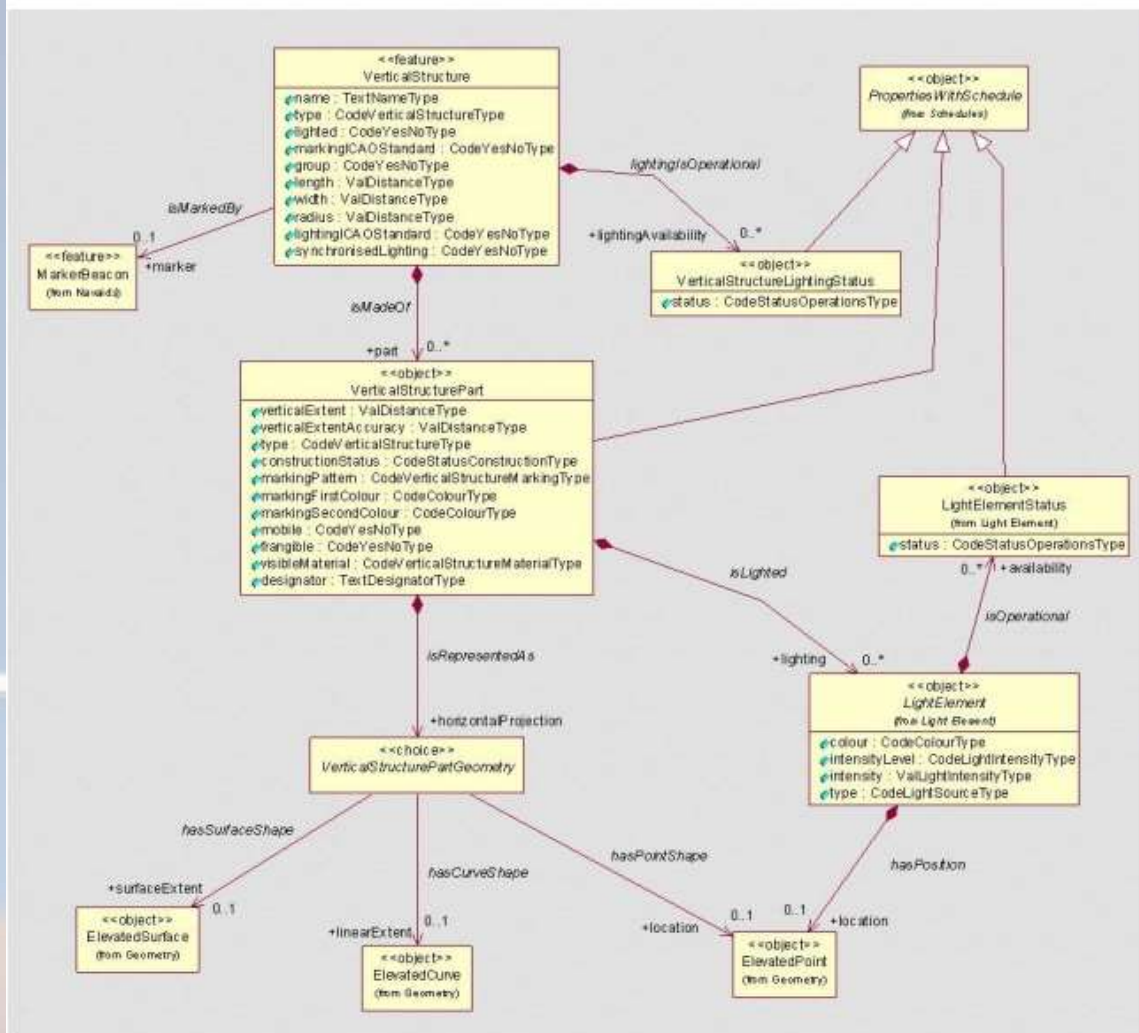 <<feature>>
VerticalStructure
name : TextNameType
type : CodeVerticalStructureType
lighted : CodeYesNoType
markingICAOStandard : CodeYesNoType
group : CodeYesNoType
length : ValDistanceType
width : ValDistanceType
radius : ValDistanceType
lightingICAOStandard : CodeYesNoType
synchronisedLighting : CodeYesNoType
<<object>>
PropertiesWithSchedule
(from Schedules)
lightingIsOperational
+lightingAvailability
0..*
<<object>>
VerticalStructureLightingStatus
status : CodeStatusOperationsType
isMarkedBy
0..1
+marker
<<feature>>
MarkerBeacon
(from Navaids)
isMadeOf
+part
0..*
<<object>>
VerticalStructurePart
verticalExtent : ValDistanceType
verticalExtentAccuracy : ValDistanceType
type : CodeVerticalStructureType
constructionStatus : CodeStatusConstructionType
markingPattern : CodeVerticalStructureMarkingType
markingFirstColour : CodeColourType
markingSecondColour : CodeColourType
mobile : CodeYesNoType
frangible : CodeYesNoType
visibleMaterial : CodeVerticalStructureMaterialType
designator : TextDesignatorType
<<object>>
LightElementStatus
(from Light Element)
status : CodeStatusOperationsType
0..*
+availability
isOperational
isLighted
+lighting
0..*
<<object>>
LightElement
(from Light Element)
colour : CodeColourType
intensityLevel : CodeLightIntensityType
intensity : ValLightIntensityType
type : CodeLightSourceType
isRepresentedAs
+horizontalProjection
<<choice>>
VerticalStructurePartGeometry
hasSurfaceShape
+surfaceExtent
0..1
<<object>>
ElevatedSurface
(from Geometry)
hasCurveShape
0..1
+linearExtent
<<object>>
ElevatedCurve
(from Geometry)
hasPointShape
0..1
+location
hasPosition
0..1
+location
<<object>>
ElevatedPoint
(from Geometry)